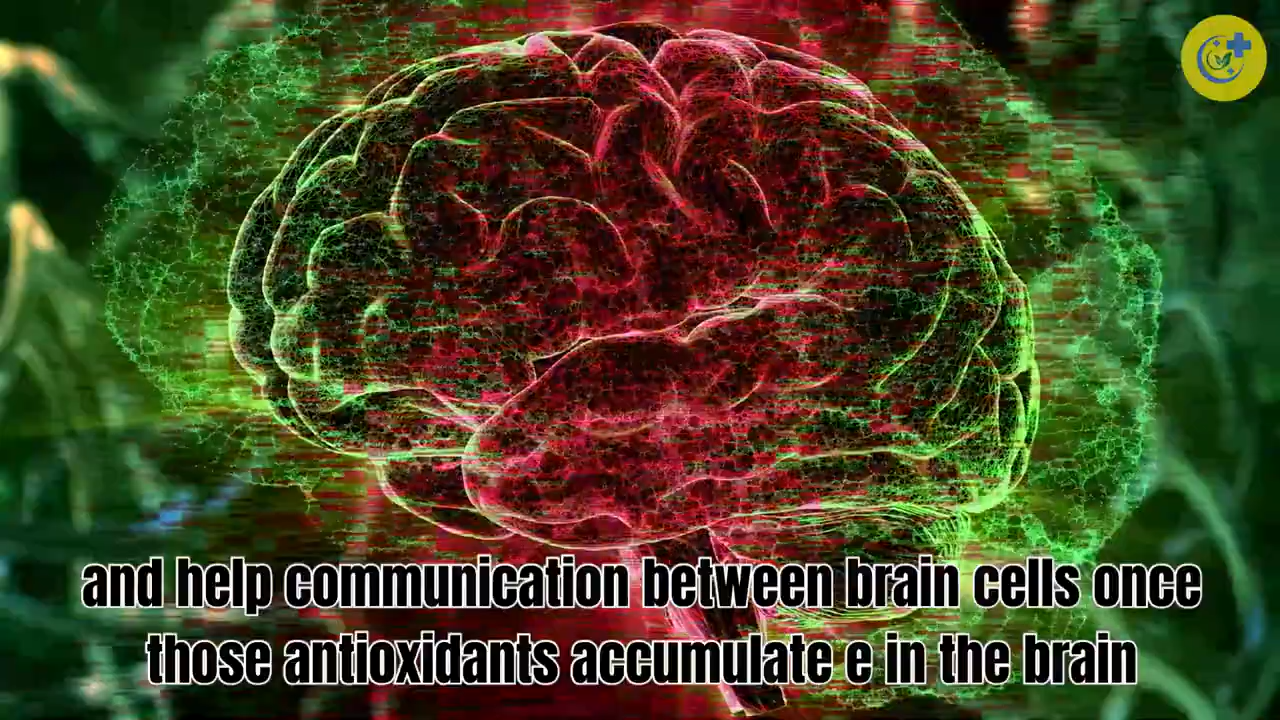 and help communication between brain cells once
those antioxidants accumulate e in the brain